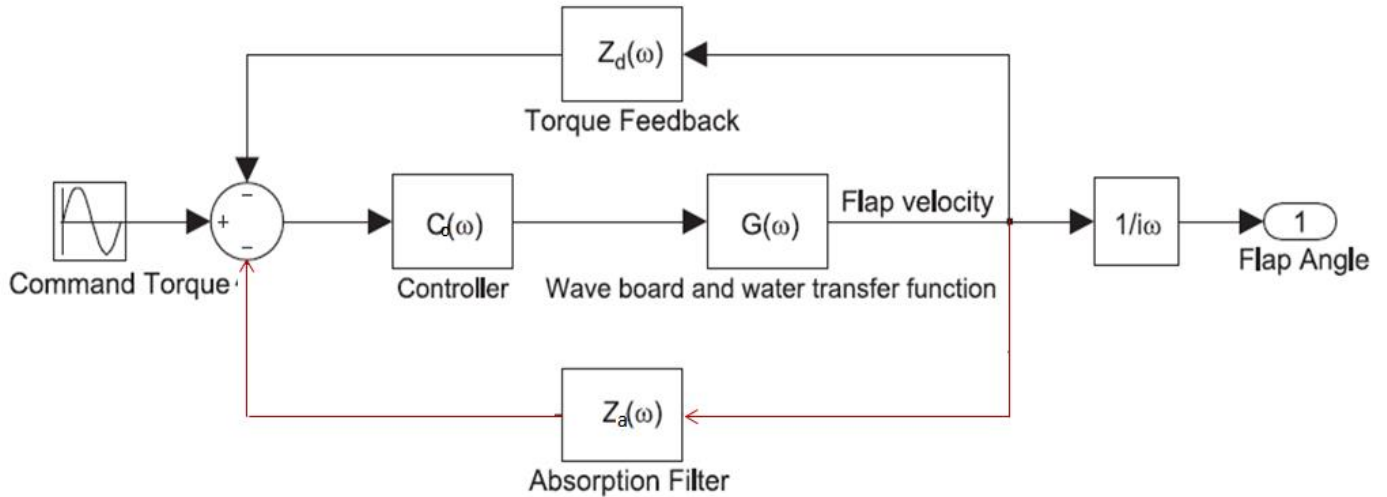 Z_d(ω)
Torque Feedback
−
+
−
Command Torque
C_d(ω)
Controller
G(ω)
Wave board and water transfer function
Flap velocity
1/iω
1
Flap Angle
Z_a(ω)
Absorption Filter